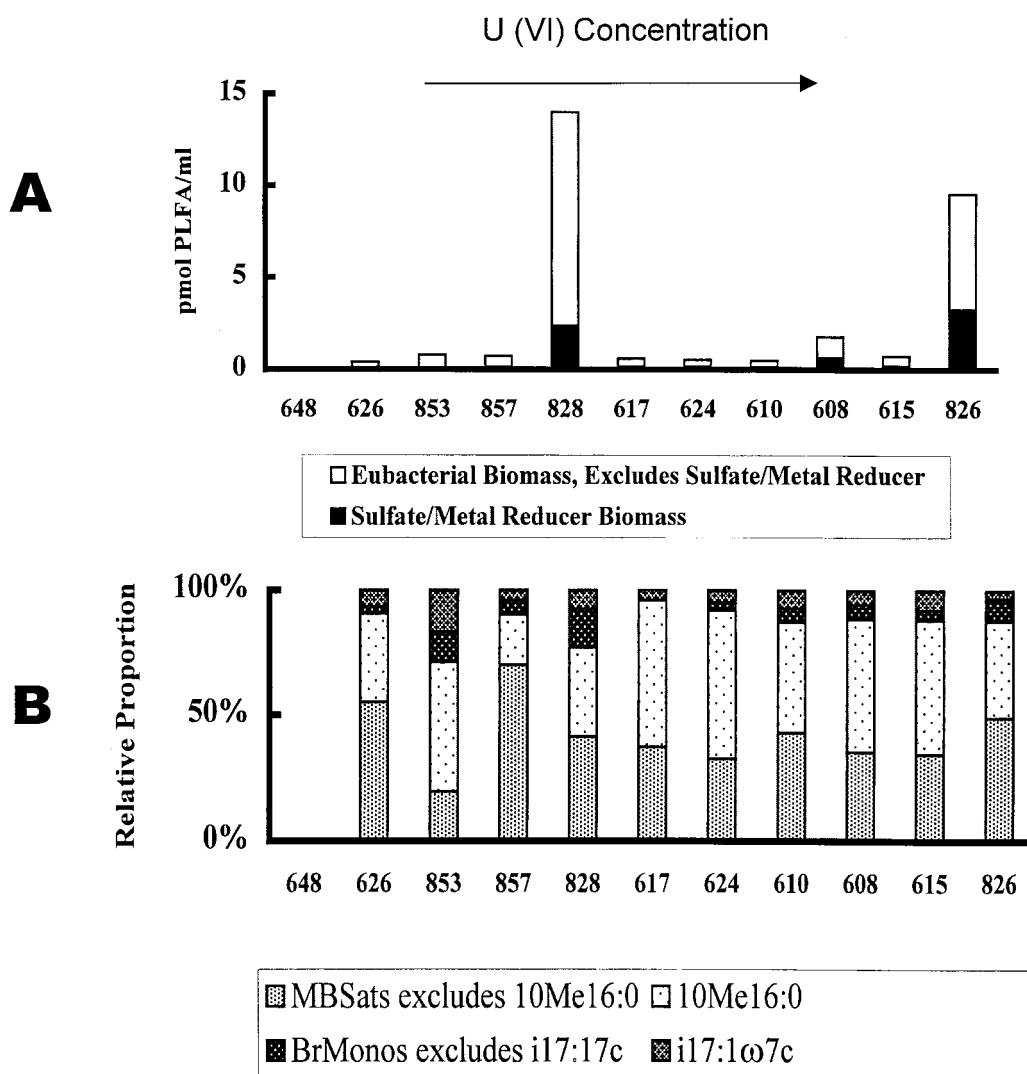 U (VI) Concentration
A
pmol PLFA/ml
15
10
5
0
648 626 853 857 828 617 624 610 608 615 826
Eubacterial Biomass, Excludes Sulfate/Metal Reducer
Sulfate/Metal Reducer Biomass
B
Relative Proportion
100%
50%
0%
648 626 853 857 828 617 624 610 608 615 826
MBSats excludes 10Me16:0 10Me16:0
BrMonos excludes i17:17c i17:1ω7c